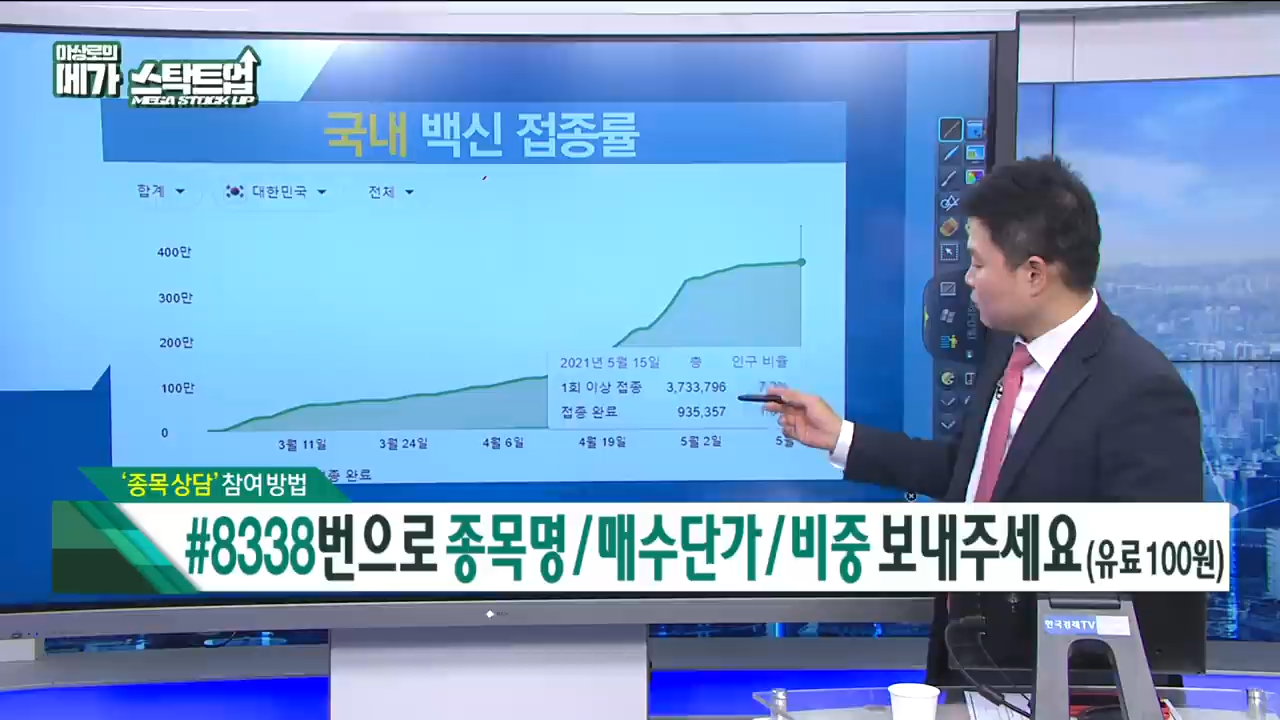 마상로의
메가 스탁트업
MEGA STOCK UP
국내 백신 접종률
합계 대한민국 전체
400만
300만
200만
100만
0
2021년 5월 15일 총 인구 비율
1회 이상 접종 3,733,796
접종 완료 935,357
3월 11일 3월 24일 4월 6일 4월 19일 5월 2일
완료
'종목 상담' 참여 방법
#8338번으로 종목명/매수단가/비중 보내주세요(유료 100원)
한국경제TV